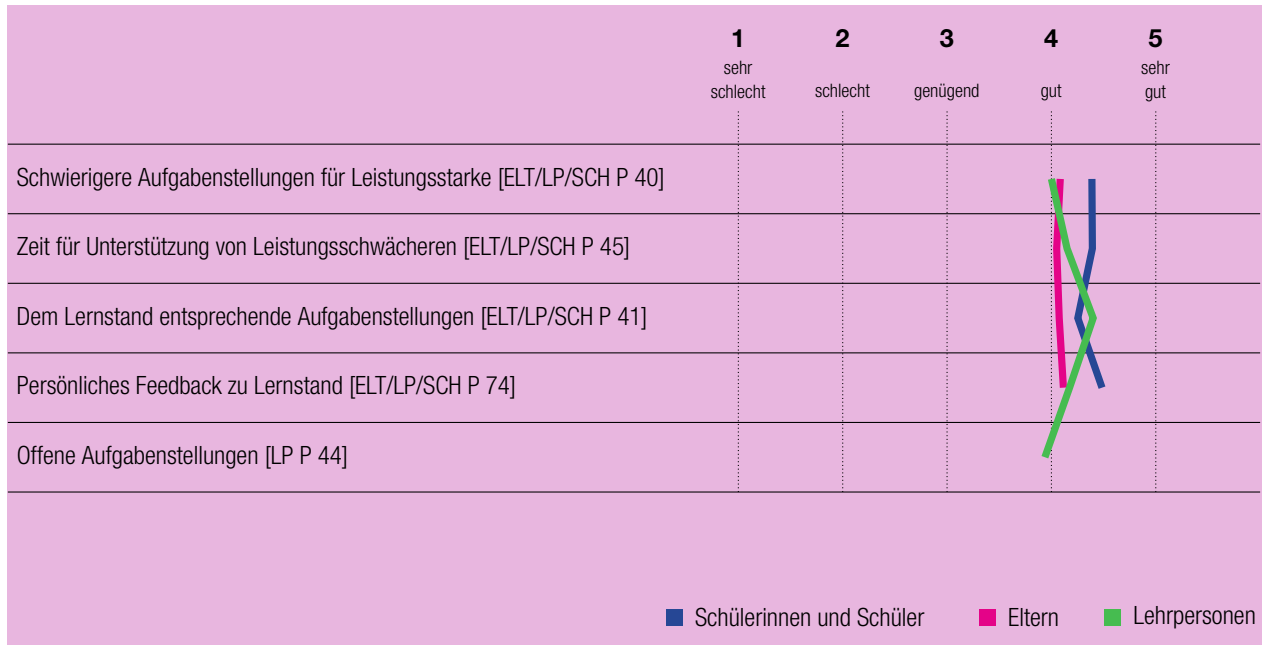 1 2 3 4 5
sehr schlecht schlecht genügend gut sehr gut
Schwierigere Aufgabenstellungen für Leistungsstarke [ELT/LP/SCH P 40]
Zeit für Unterstützung von Leistungsschwächeren [ELT/LP/SCH P 45]
Dem Lernstand entsprechende Aufgabenstellungen [ELT/LP/SCH P 41]
Persönliches Feedback zu Lernstand [ELT/LP/SCH P 74]
Offene Aufgabenstellungen [LP P 44]
Schülerinnen und Schüler Eltern Lehrpersonen